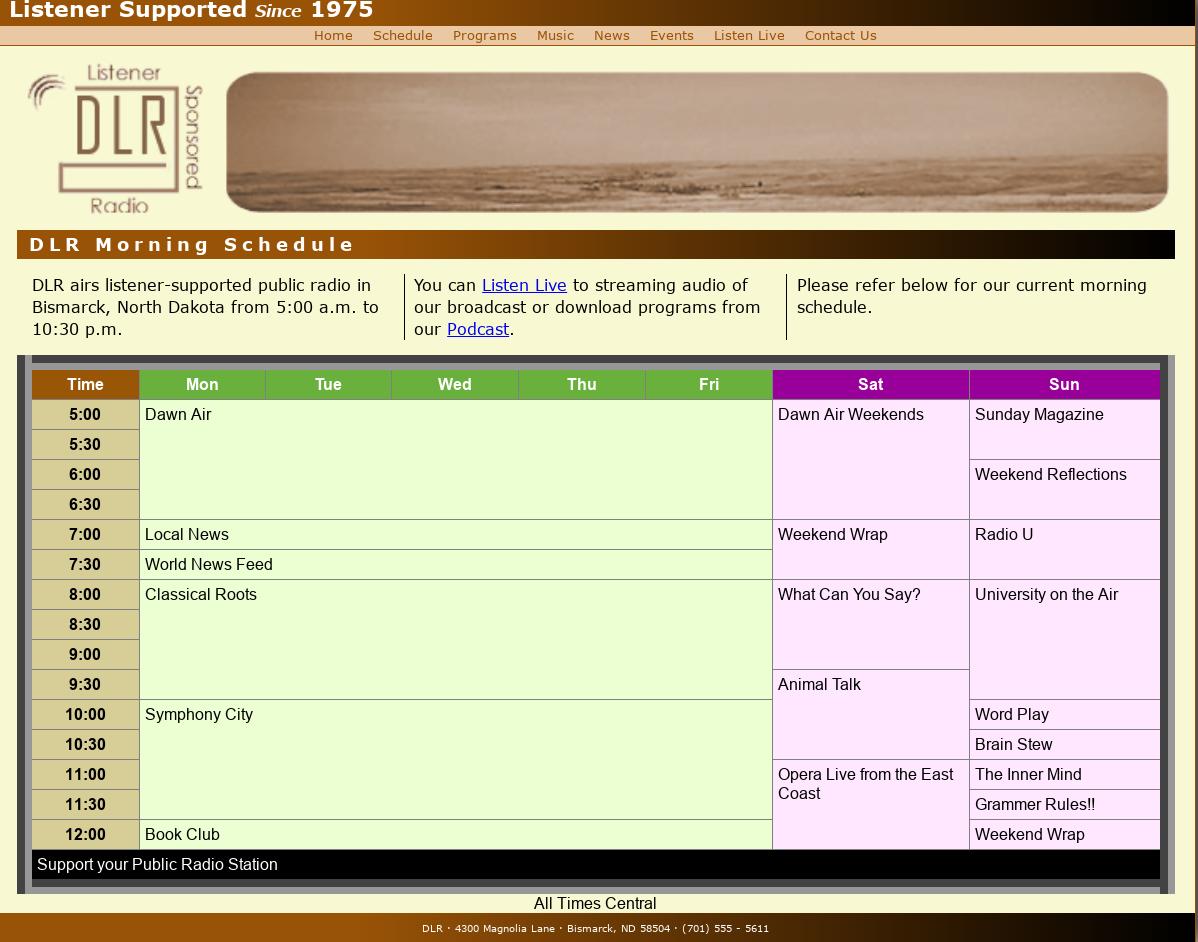 Listener Supported Since 1975
Home Schedule Programs Music News Events Listen Live Contact Us
Listener
DLR
Sponsored
Radio
DLR Morning Schedule
DLR airs listener-supported public radio in
Bismarck, North Dakota from 5:00 a.m. to
10:30 p.m.
You can Listen Live to streaming audio of
our broadcast or download programs from
our Podcast.
Please refer below for our current morning
schedule.
Time Mon Tue Wed Thu Fri Sat Sun
5:00 Dawn Air Dawn Air Weekends Sunday Magazine
5:30
6:00 Weekend Reflections
6:30
7:00 Local News Weekend Wrap Radio U
7:30 World News Feed
8:00 Classical Roots What Can You Say? University on the Air
8:30
9:00
9:30 Animal Talk
10:00 Symphony City Word Play
10:30 Brain Stew
11:00 Opera Live from the East The Inner Mind
11:30 Coast Grammer Rules!!
12:00 Book Club Weekend Wrap
Support your Public Radio Station
All Times Central
DLR · 4300 Magnolia Lane · Bismarck, ND 58504 · (701) 555 - 5611